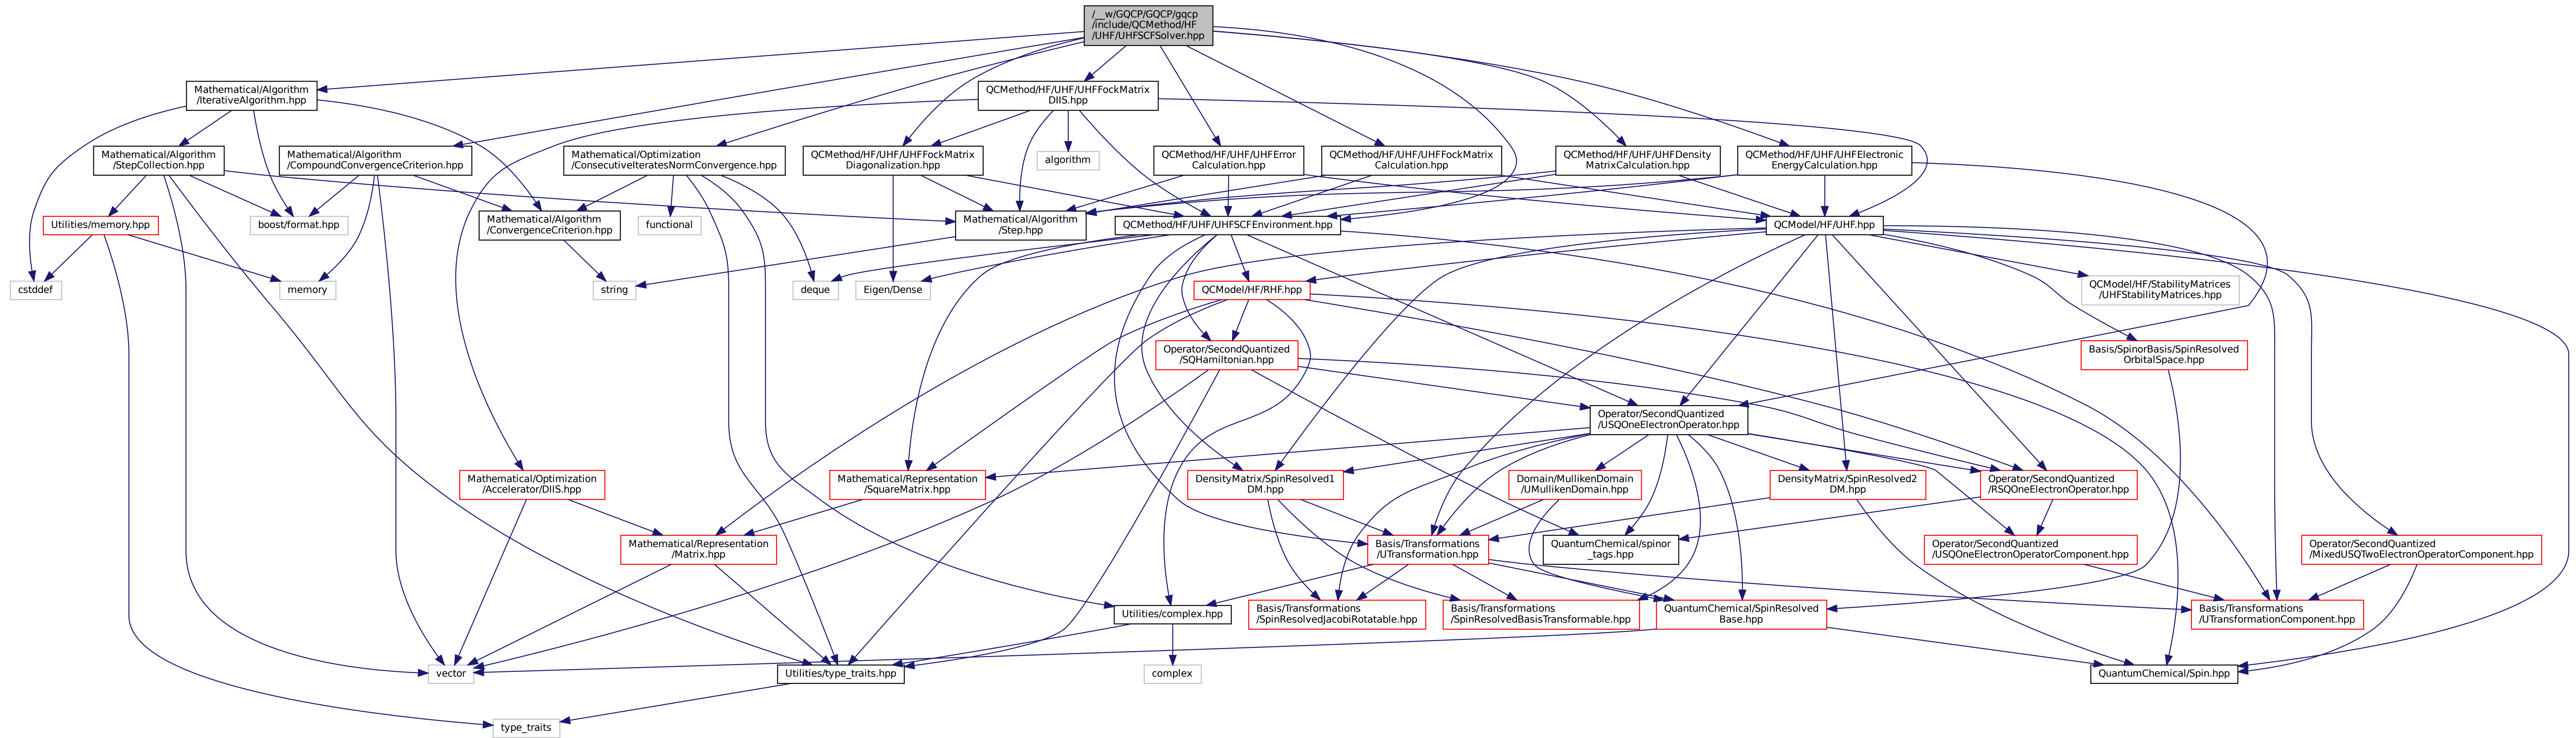 /__w/GQCP/GQCP/gqcp
/include/QCMethod/HF
/UHF/UHFSCFSolver.hpp
Mathematical/Algorithm
/IterativeAlgorithm.hpp
QCMethod/HF/UHF/UHFFockMatrix
DIIS.hpp
Mathematical/Algorithm
/StepCollection.hpp
Mathematical/Algorithm
/CompoundConvergenceCriterion.hpp
Mathematical/Optimization
/ConsecutiveIteratesNormConvergence.hpp
QCMethod/HF/UHF/UHFFockMatrix
Diagonalization.hpp
algorithm
QCMethod/HF/UHF/UHFError
Calculation.hpp
QCMethod/HF/UHF/UHFFockMatrix
Calculation.hpp
QCMethod/HF/UHF/UHFDensity
MatrixCalculation.hpp
QCMethod/HF/UHF/UHFElectronic
EnergyCalculation.hpp
Utilities/memory.hpp
boost/format.hpp
Mathematical/Algorithm
/ConvergenceCriterion.hpp
functional
Mathematical/Algorithm
/Step.hpp
QCMethod/HF/UHF/UHFSCFEnvironment.hpp
QCModel/HF/UHF.hpp
cstddef
memory
string
deque
Eigen/Dense
QCModel/HF/RHF.hpp
QCModel/HF/StabilityMatrices
/UHFStabilityMatrices.hpp
Operator/SecondQuantized
/SQHamiltonian.hpp
Basis/SpinorBasis/SpinResolved
OrbitalSpace.hpp
Operator/SecondQuantized
/USQOneElectronOperator.hpp
Mathematical/Optimization
/Accelerator/DIIS.hpp
Mathematical/Representation
/SquareMatrix.hpp
DensityMatrix/SpinResolved1
DM.hpp
Domain/MullikenDomain
/UMullikenDomain.hpp
DensityMatrix/SpinResolved2
DM.hpp
Operator/SecondQuantized
/RSQOneElectronOperator.hpp
Mathematical/Representation
/Matrix.hpp
Basis/Transformations
/UTransformation.hpp
QuantumChemical/spinor
_tags.hpp
Operator/SecondQuantized
/USQOneElectronOperatorComponent.hpp
Operator/SecondQuantized
/MixedUSQTwoElectronOperatorComponent.hpp
Utilities/complex.hpp
Basis/Transformations
/SpinResolvedJacobiRotatable.hpp
Basis/Transformations
/SpinResolvedBasisTransformable.hpp
QuantumChemical/SpinResolved
Base.hpp
Basis/Transformations
/UTransformationComponent.hpp
vector
Utilities/type_traits.hpp
complex
QuantumChemical/Spin.hpp
type_traits